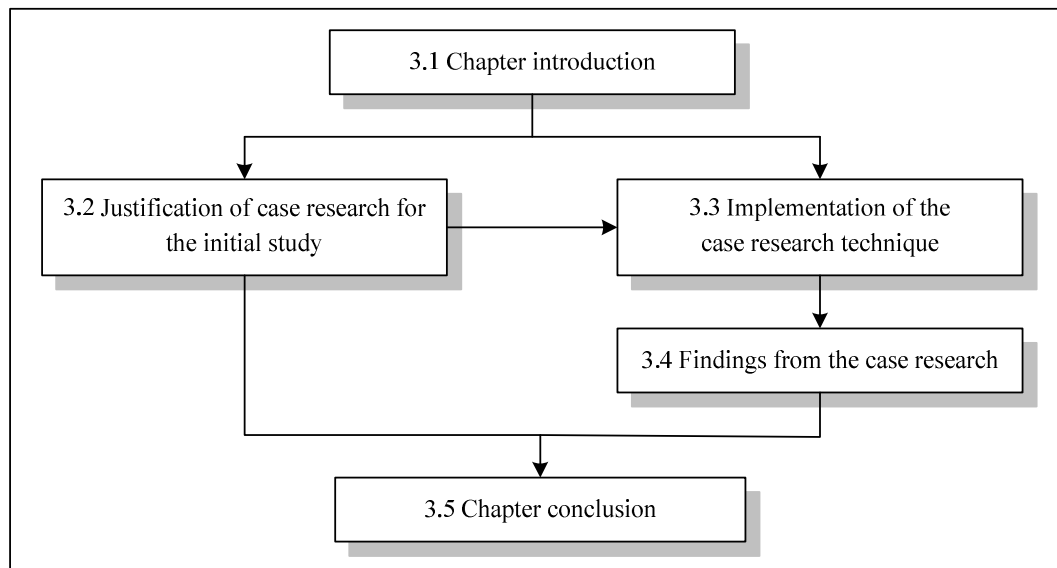 3.1 Chapter introduction
3.2 Justification of case research for
the initial study
3.3 Implementation of the
case research technique
3.4 Findings from the case research
3.5 Chapter conclusion